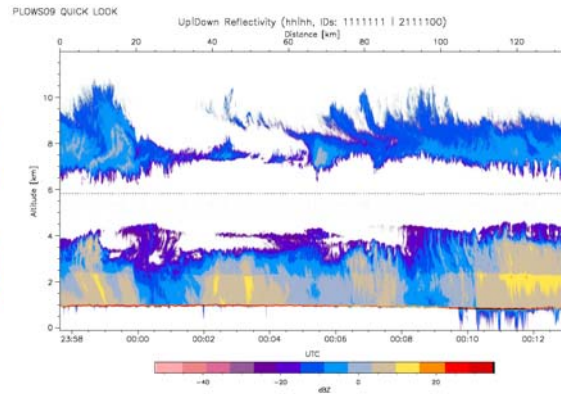 PLOWS09 QUICK LOOK
Up|Down Reflectivity (hh|hh, IDs: 1111111 | 2111100)
Distance [km]
0 20 40 60 80 100 120
Altitude [km]
10
8
6
4
2
0
23:58 00:00 00:02 00:04 00:06 00:08 00:10 00:12
UTC
-40 -20 0 20
dBZ